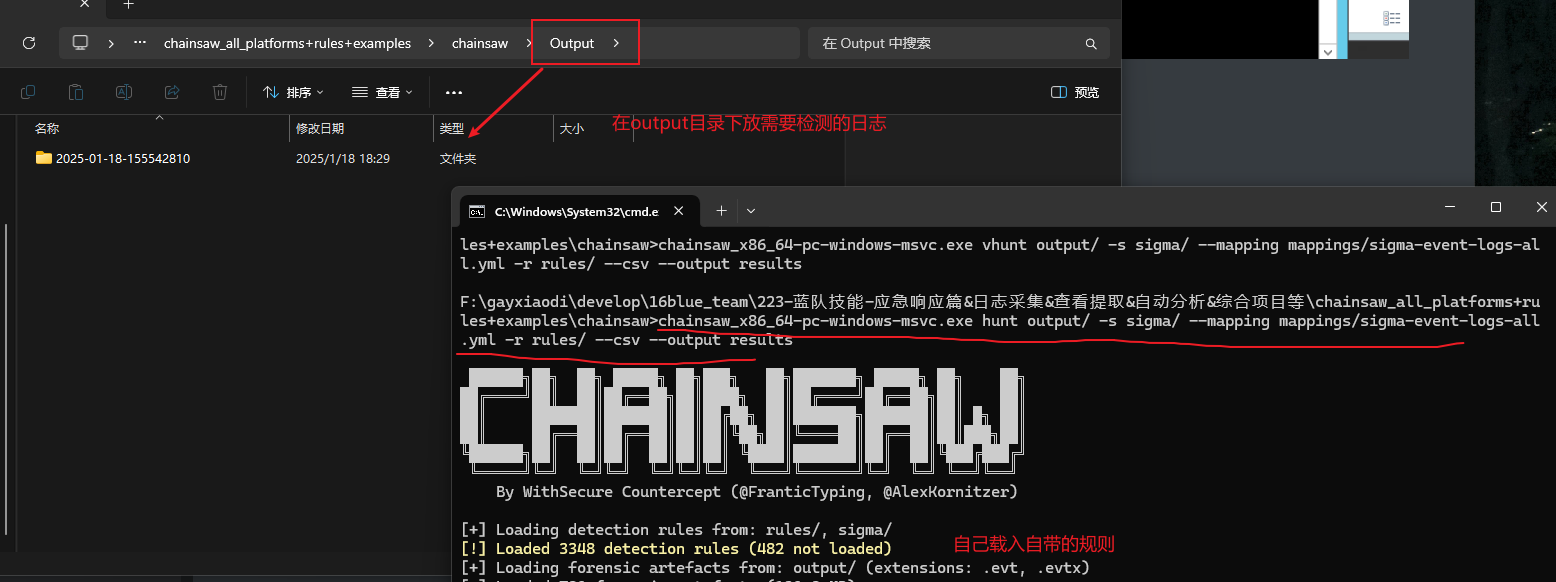 chainsaw_all_platforms+rules+examples
chainsaw
Output
在 Output 中搜索
排序
查看
预览
名称
修改日期
类型
大小
在output目录下放需要检测的日志
2025-01-18-155542810
2025/1/18 18:29
文件夹
C:\Windows\System32\cmd.e
les+examples\chainsaw>chainsaw_x86_64-pc-windows-msvc.exe vhunt output/ -s sigma/ --mapping mappings/sigma-event-logs-al
l.yml -r rules/ --csv --output results
F:\gayxiaodi\develop\16blue_team\223-蓝队技能-应急响应篇&日志采集&查看提取&自动分析&综合项目等\chainsaw_all_platforms+ru
les+examples\chainsaw>chainsaw_x86_64-pc-windows-msvc.exe hunt output/ -s sigma/ --mapping mappings/sigma-event-logs-all
.yml -r rules/ --csv --output results
CHAINSAW
By WithSecure Countercept (@FranticTyping, @AlexKornitzer)
[+] Loading detection rules from: rules/, sigma/
[!] Loaded 3348 detection rules (482 not loaded)
自己载入自带的规则
[+] Loading forensic artefacts from: output/ (extensions: .evt, .evtx)